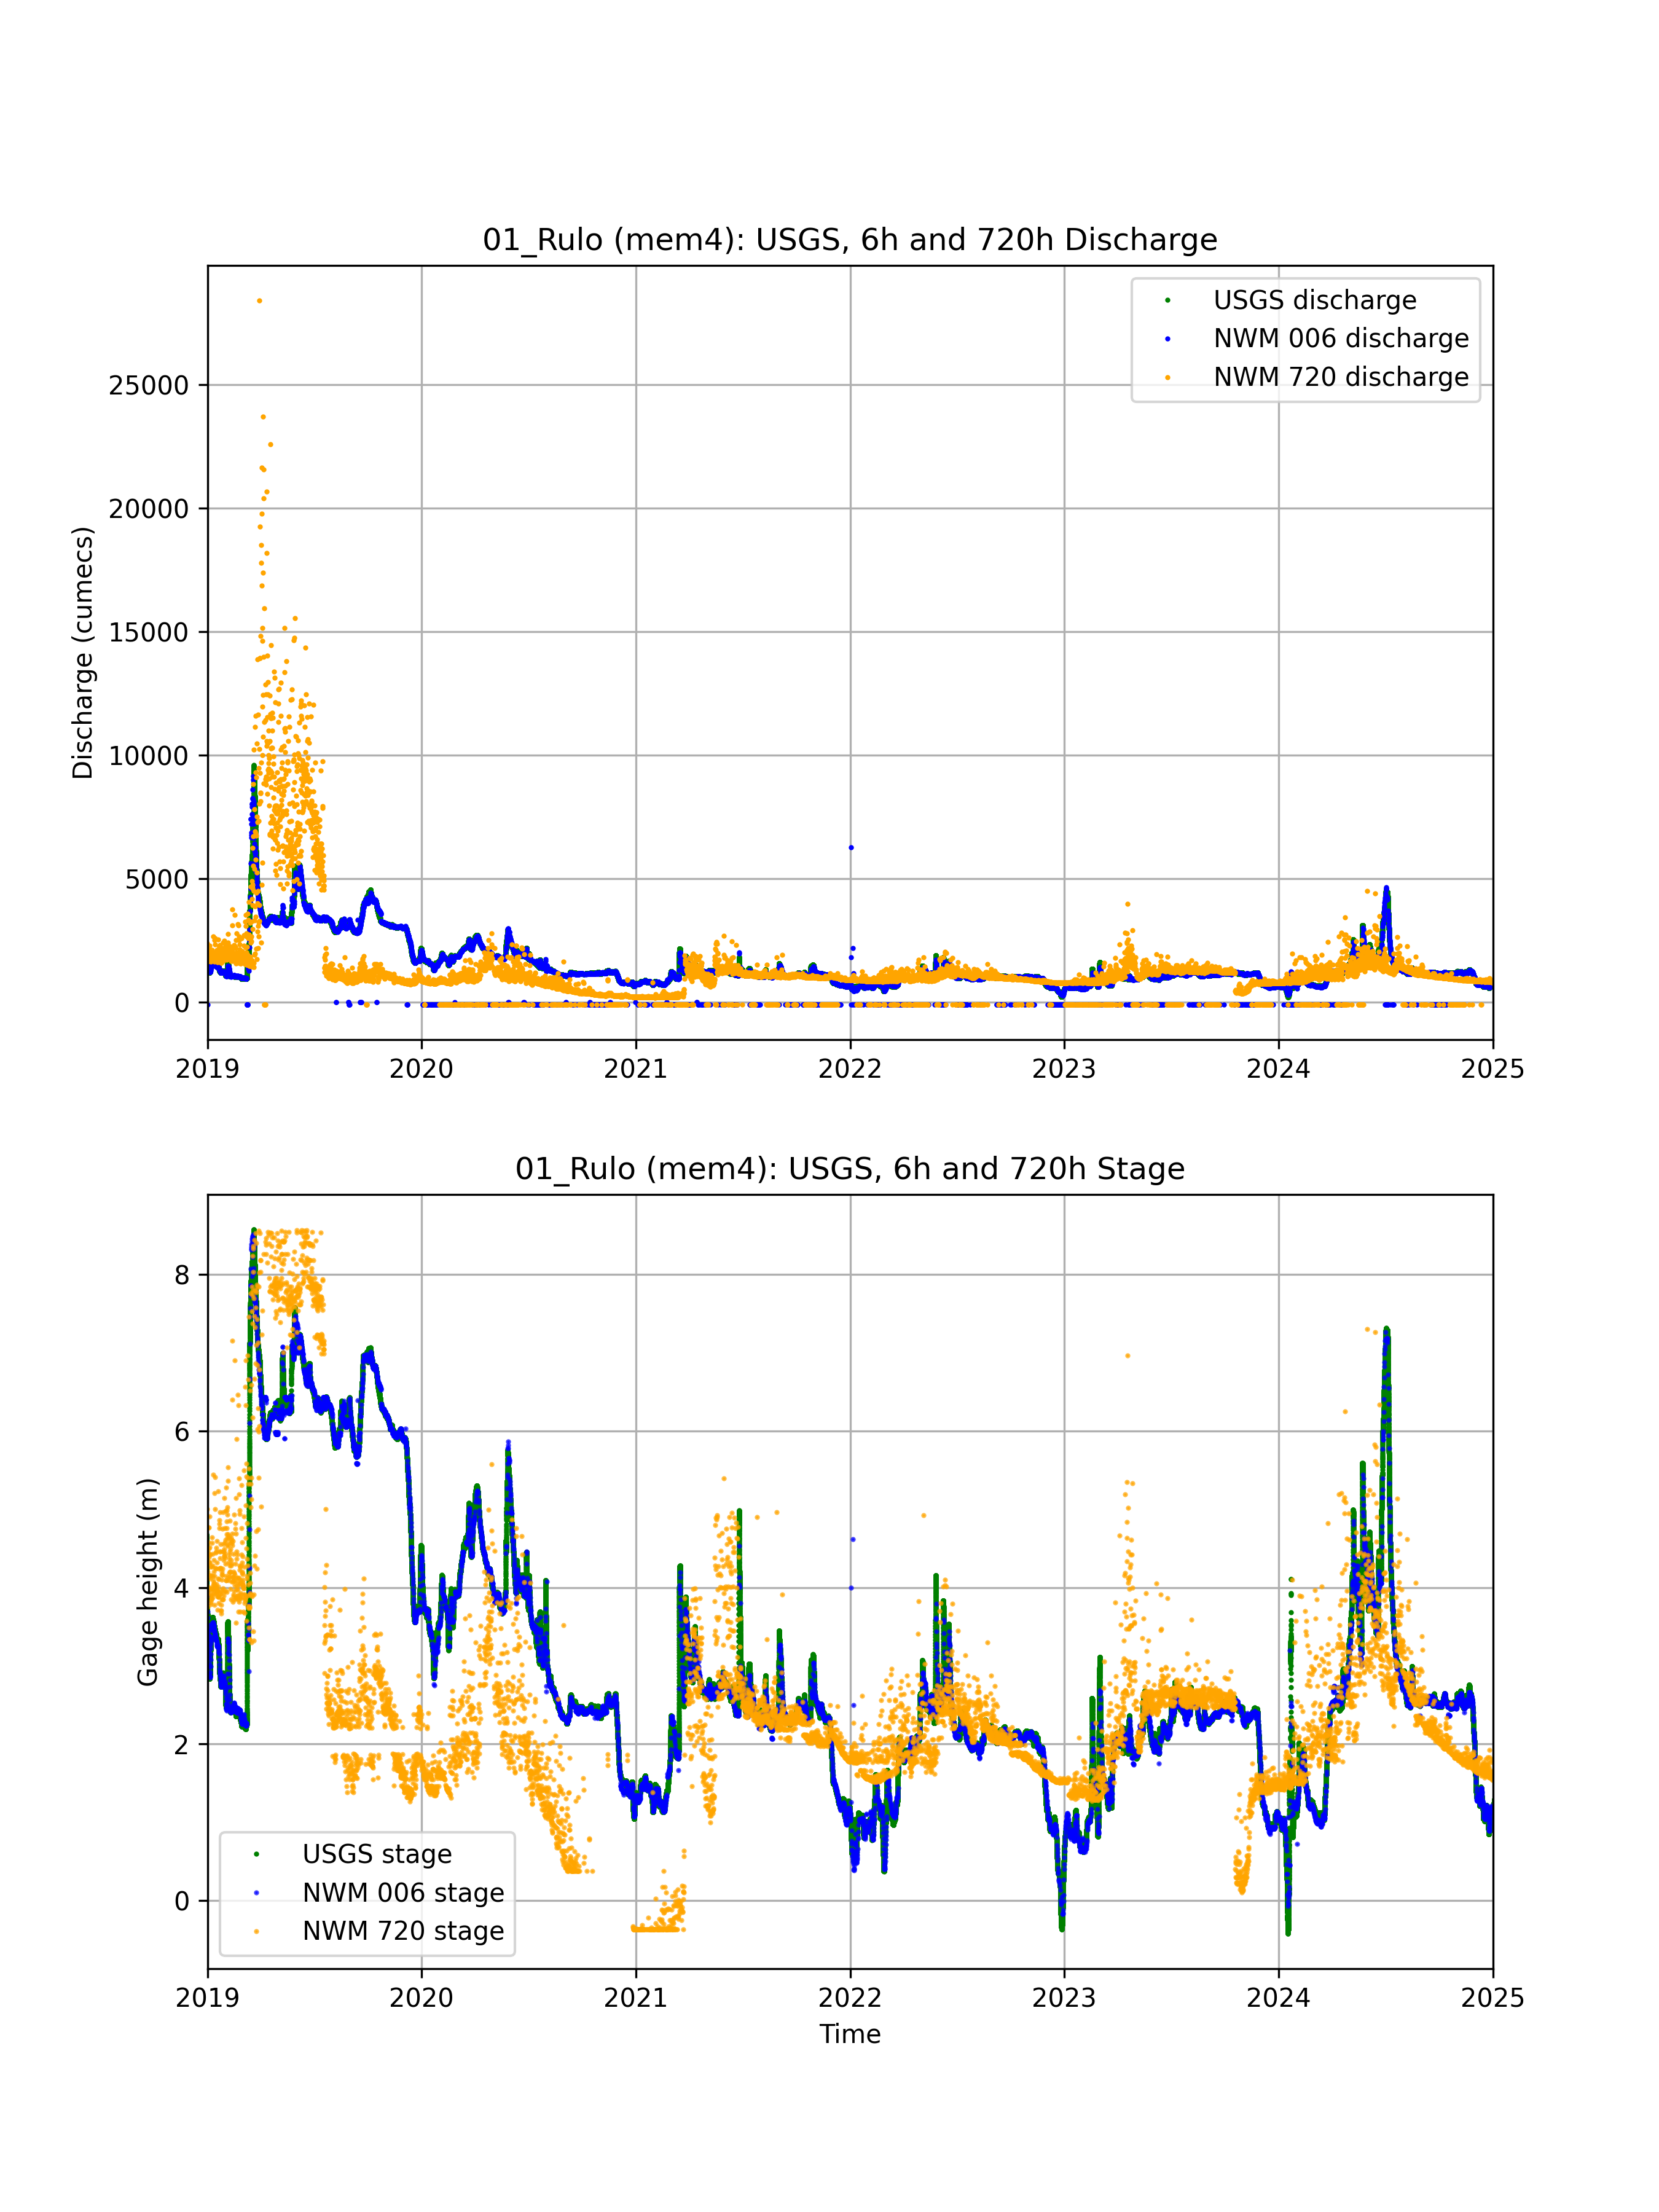 01_Rulo (mem4): USGS, 6h and 720h Discharge
Discharge (cumecs)
25000
20000
15000
10000
5000
0
USGS discharge
NWM 006 discharge
NWM 720 discharge
2019 2020 2021 2022 2023 2024 2025
01_Rulo (mem4): USGS, 6h and 720h Stage
Gage height (m)
8
6
4
2
0
USGS stage
NWM 006 stage
NWM 720 stage
2019 2020 2021 2022 2023 2024 2025
Time